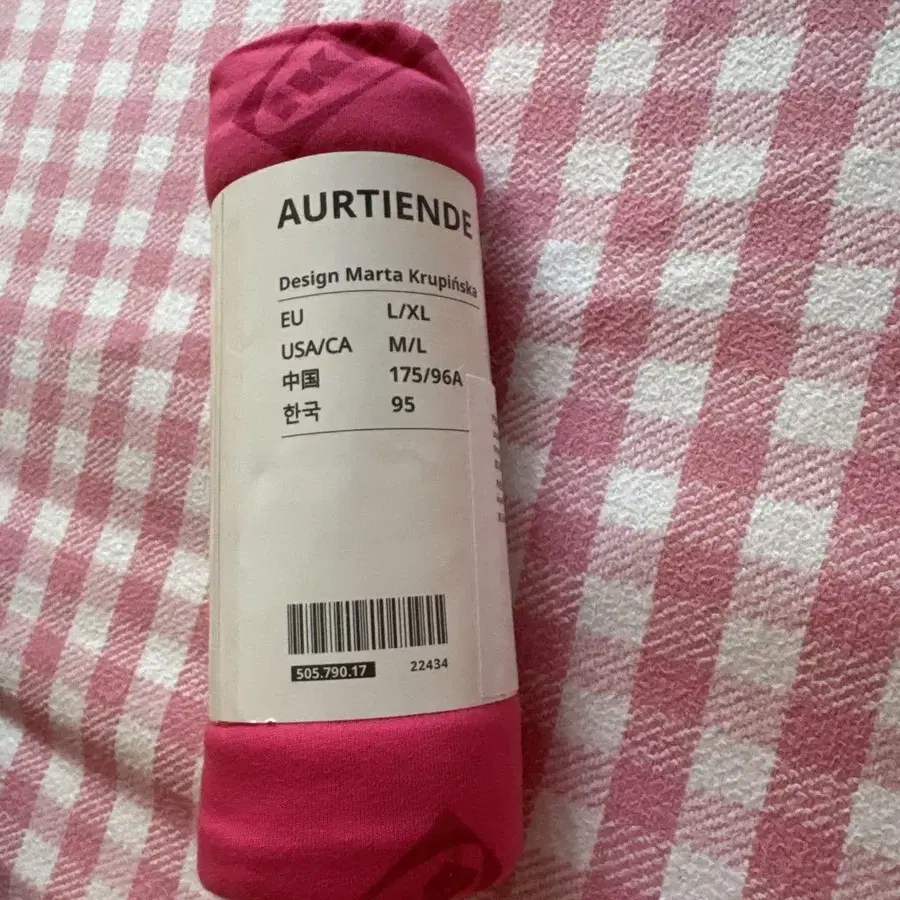 AURTIENDE
Design Marta Krupińska
EU L/XL
USA/CA M/L
中国 175/96A
한국 95
505.790.17 22434